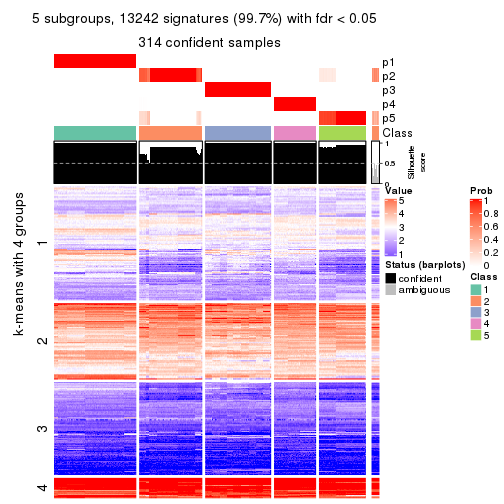 5 subgroups, 13242 signatures (99.7%) with fdr < 0.05
314 confident samples
p1
p2
p3
p4
p5
Class
1
0.5
0
Silhouette
score
k-means with 4 groups
1
2
3
4
Value
5
4
3
2
1
Status (barplots)
confident
ambiguous
Prob
1
0.8
0.6
0.4
0.2
0
Class
1
2
3
4
5